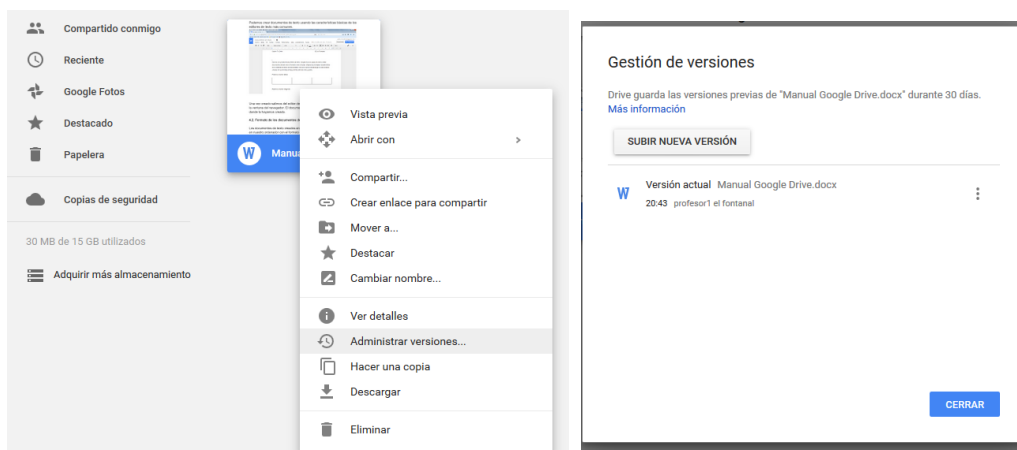 Compartido conmigo
Reciente
Google Fotos
Destacado
Papelera
Copias de seguridad
30 MB de 15 GB utilizados
Adquirir más almacenamiento
W Manua
Vista previa
Abrir con
Compartir...
Crear enlace para compartir
Mover a...
Destacar
Cambiar nombre...
Ver detalles
Administrar versiones...
Hacer una copia
Descargar
Eliminar
Gestión de versiones
Drive guarda las versiones previas de "Manual Google Drive.docx" durante 30 días.
Más información
SUBIR NUEVA VERSIÓN
W Versión actual Manual Google Drive.docx
20:43 profesor1 el fontanal
CERRAR